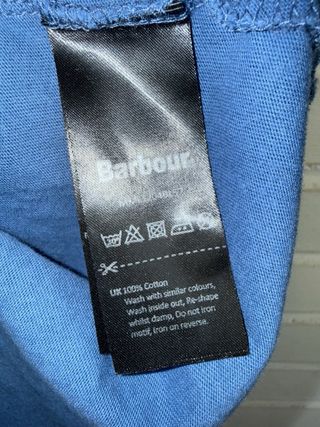 Barbour
UK 100% Cotton
Wash with similar colours,
Wash inside out, Re-shape
whilst damp, Do not iron
motif, Iron on reverse.